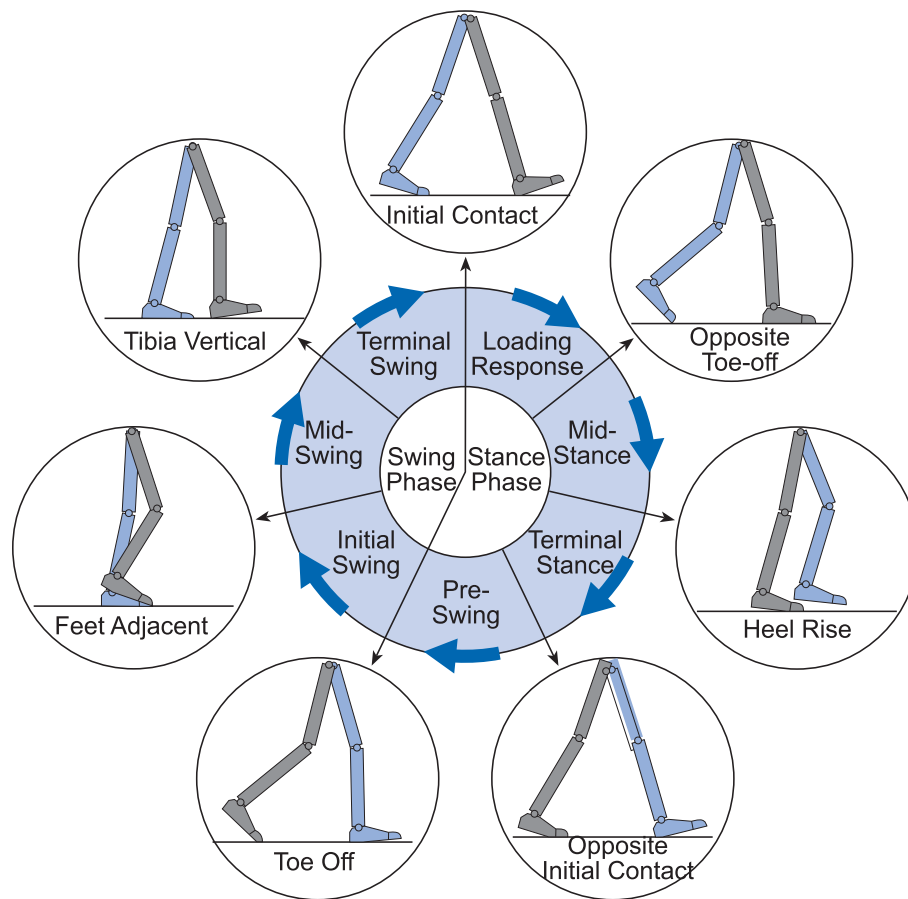 Initial Contact
Tibia Vertical
Opposite
Toe-off
Terminal
Swing
Loading
Response
Mid-
Swing
Swing
Phase
Stance
Phase
Mid-
Stance
Initial
Swing
Terminal
Stance
Pre-
Swing
Feet Adjacent
Heel Rise
Toe Off
Opposite
Initial Contact